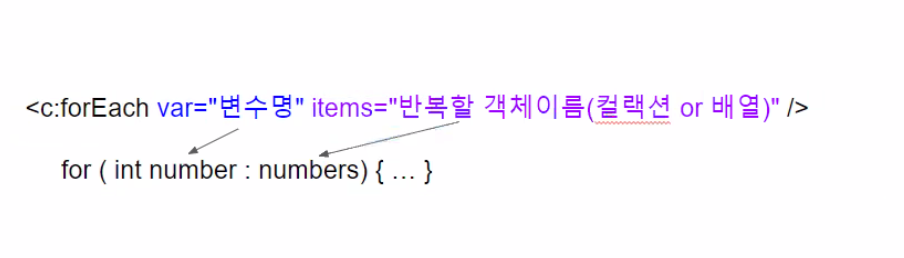 <c:forEach var="변수명" items="반복할 객체이름(컬랙션 or 배열)" />
for ( int number : numbers) { ... }